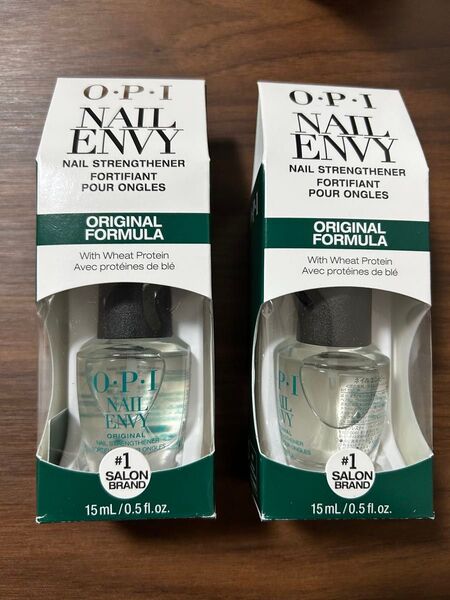 O·P·I
NAIL
ENVY
NAIL STRENGTHENER
FORTIFIANT
POUR ONGLES
ORIGINAL
FORMULA
With Wheat Protein
Avec protéines de blé
O·P·I
NAIL
ENVY
ORIGINAL
NAIL STRENGTHENER
ONGLES
#1
SALON
BRAND
15 mL / 0.5 fl. oz.
O·P·I
NAIL
ENVY
NAIL STRENGTHENER
FORTIFIANT
POUR ONGLES
ORIGINAL
FORMULA
With Wheat Protein
Avec protéines de blé
#1
SALON
BRAND
15 mL / 0.5 fl. oz.